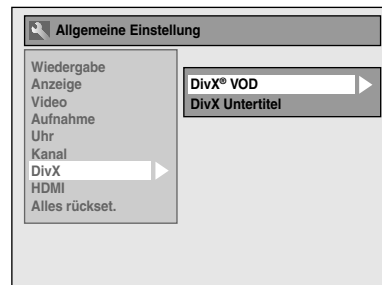 Allgemeine Einstellung
Wiedergabe
Anzeige
Video
Aufnahme
Uhr
Kanal
DivX
HDMI
Alles rückset.
DivX® VOD
DivX Untertitel